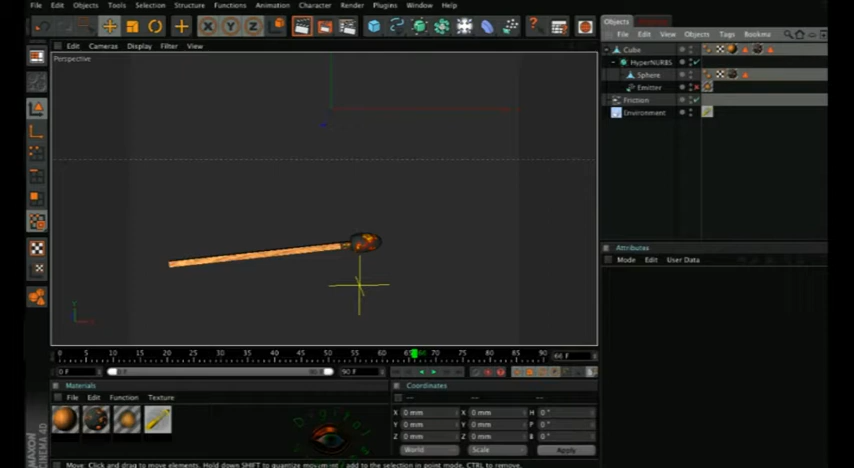 File Edit Objects Tools Selection Structure Functions Animation Character Render Plugins Window Help
X Y Z
Edit Cameras Display Filter View
Perspective
Objects
File Edit View Objects Tags Bookma
Cube
HyperNURBS
Sphere
Emitter
Friction
Environment
Attributes
Mode Edit User Data
Y
0 5 10 15 20 25 30 35 40 45 50 55 60 65 66 70 75 80 85 90 66 F
0 F 90 F
Materials
File Edit Function Texture
Coordinates
X 0 mm X 0 mm H 0°
Y 0 mm Y 0 mm P 0°
Z 0 mm Z 0 mm B 0°
World Scale Apply
Digital
MAXON
CINEMA 4D
Move: Click and drag to move elements. Hold down SHIFT to quantize movement / add to the selection in point mode, CTRL to remove.